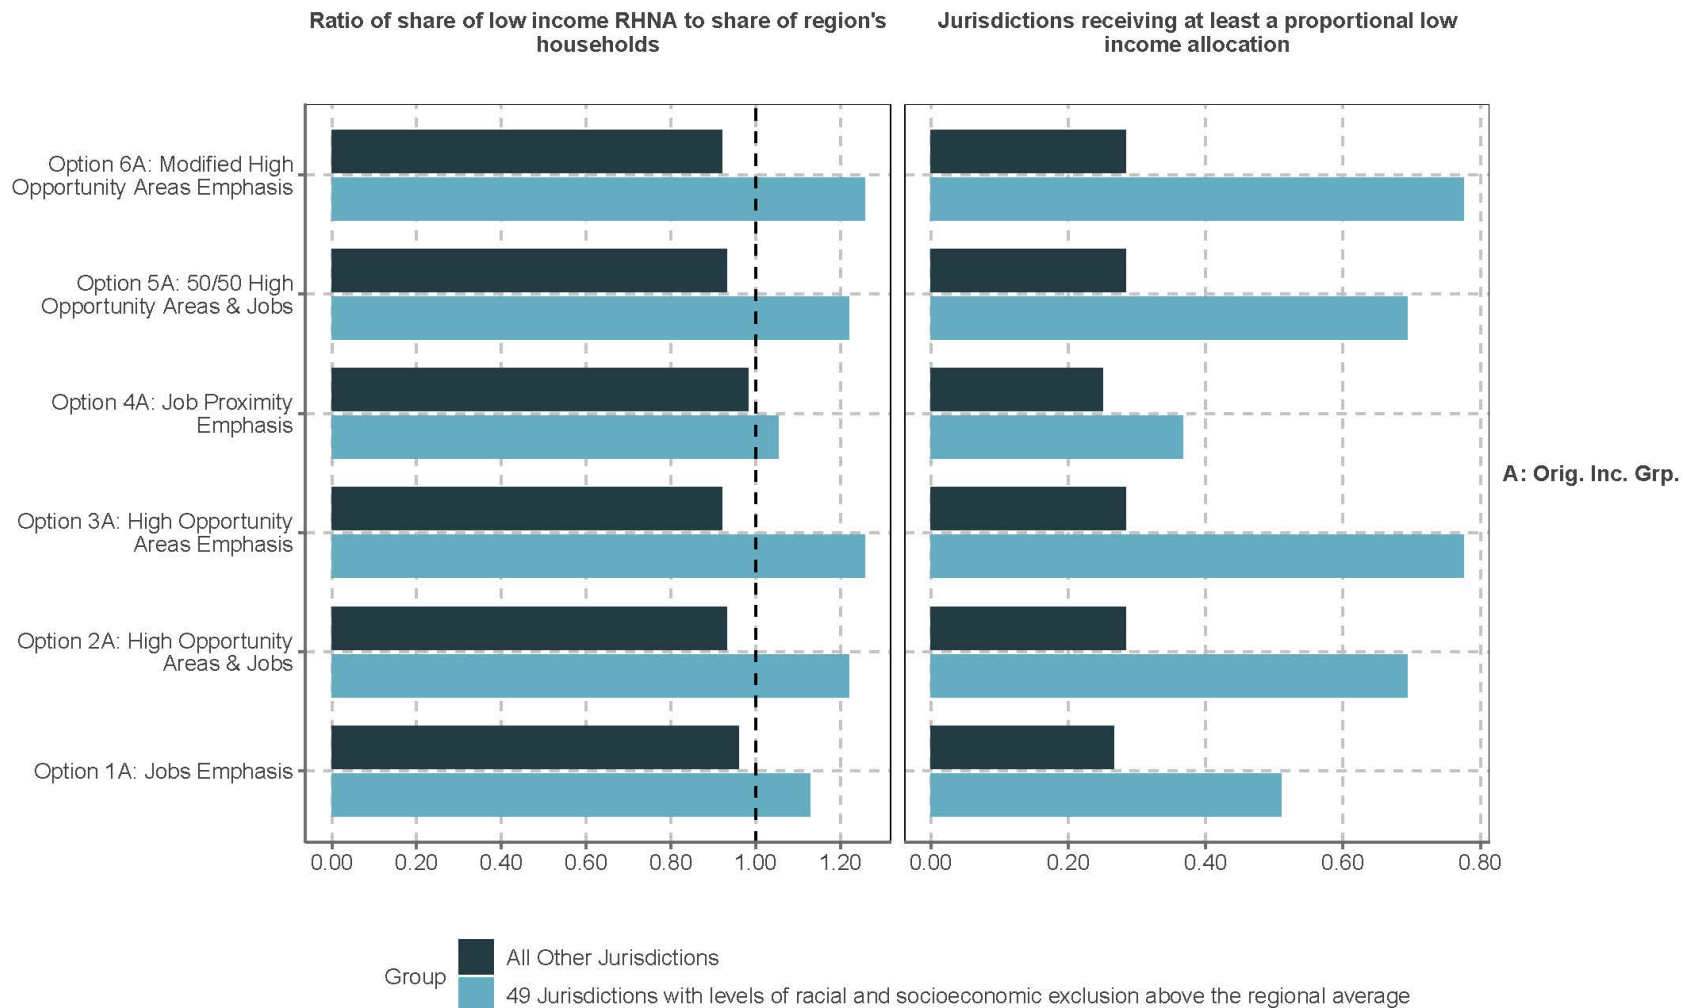 Ratio of share of low income RHNA to share of region's
households
Jurisdictions receiving at least a proportional low
income allocation
Option 6A: Modified High
Opportunity Areas Emphasis
Option 5A: 50/50 High
Opportunity Areas & Jobs
Option 4A: Job Proximity
Emphasis
Option 3A: High Opportunity
Areas Emphasis
Option 2A: High Opportunity
Areas & Jobs
Option 1A: Jobs Emphasis
0.00 0.20 0.40 0.60 0.80 1.00 1.20
0.00 0.20 0.40 0.60 0.80
A: Orig. Inc. Grp.
Group
All Other Jurisdictions
49 Jurisdictions with levels of racial and socioeconomic exclusion above the regional average